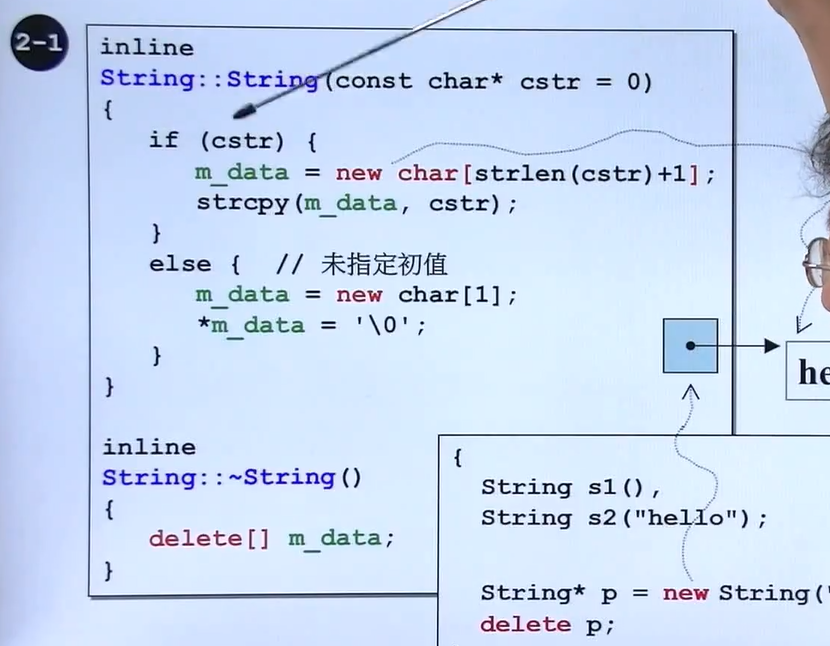 2-1
inline
String::String(const char* cstr = 0)
{
if (cstr) {
m_data = new char[strlen(cstr)+1];
strcpy(m_data, cstr);
}
else { // 未指定初值
m_data = new char[1];
*m_data = '\0';
}
}
inline
String::~String()
{
delete[] m_data;
}
he
{
String s1(),
String s2("hello");
String* p = new String("
delete p;